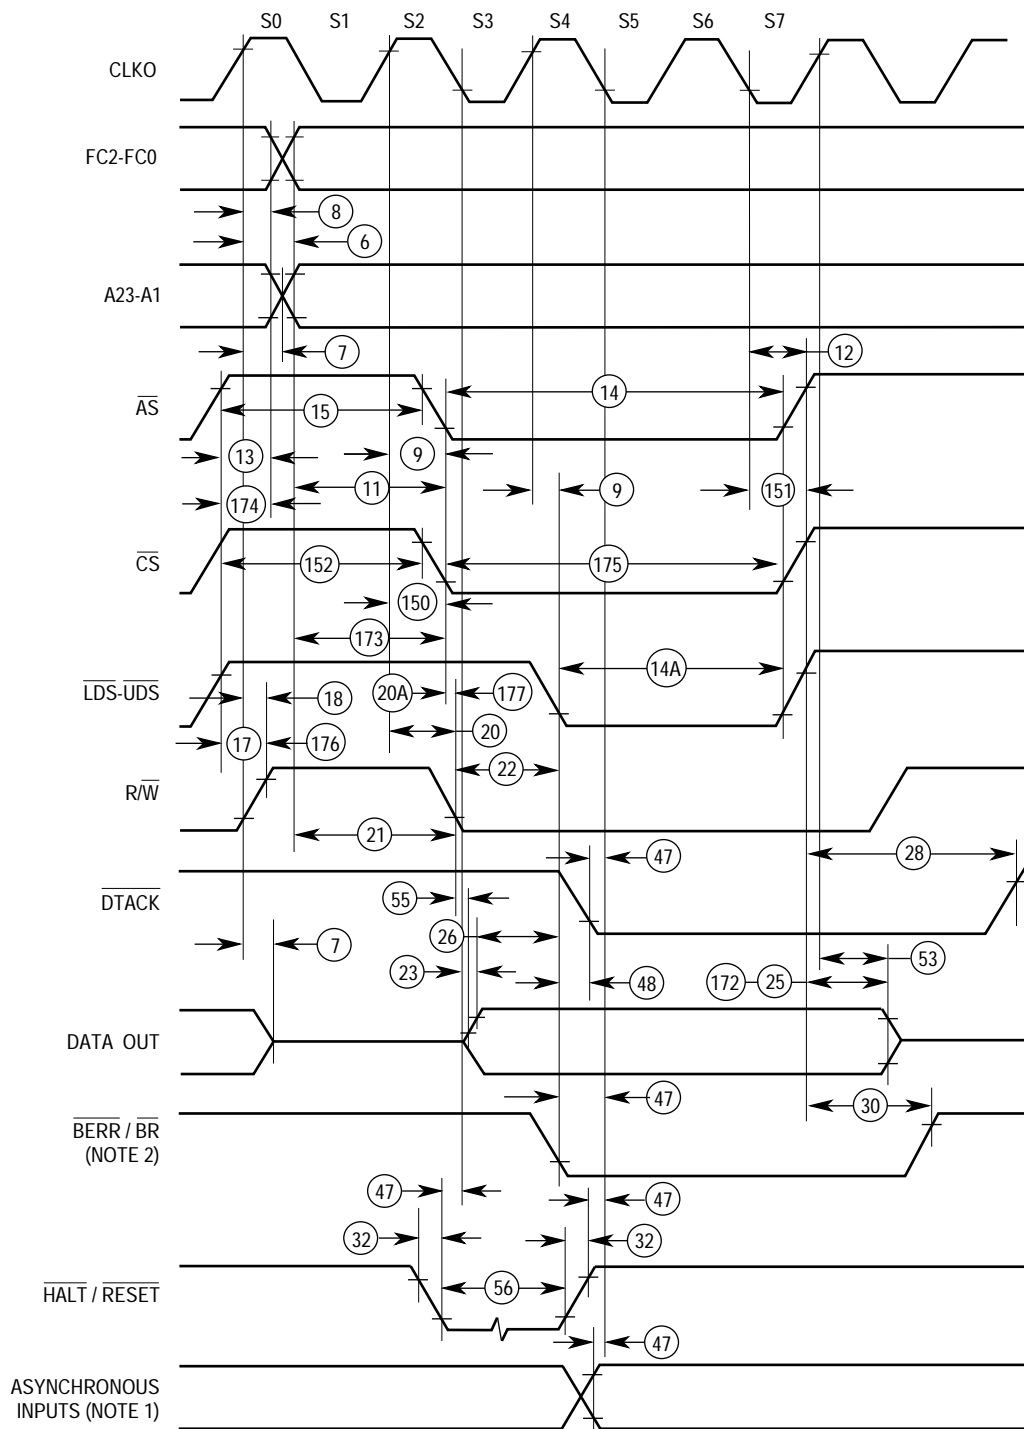 S0 S1 S2 S3 S4 S5 S6 S7
CLKO
FC2-FC0
8
6
A23-A1
7 12
AS
14
15
13 9
11 9 151
174
CS
152 175
150
173
14A
LDS-UDS
18 20A 177
20
17 176
22
R/W
21
47 28
DTACK
55
26
7 53
23
48 172 25
DATA OUT
47
30
BERR / BR
(NOTE 2)
47 47
32 32
56
HALT / RESET
47
ASYNCHRONOUS
INPUTS (NOTE 1)